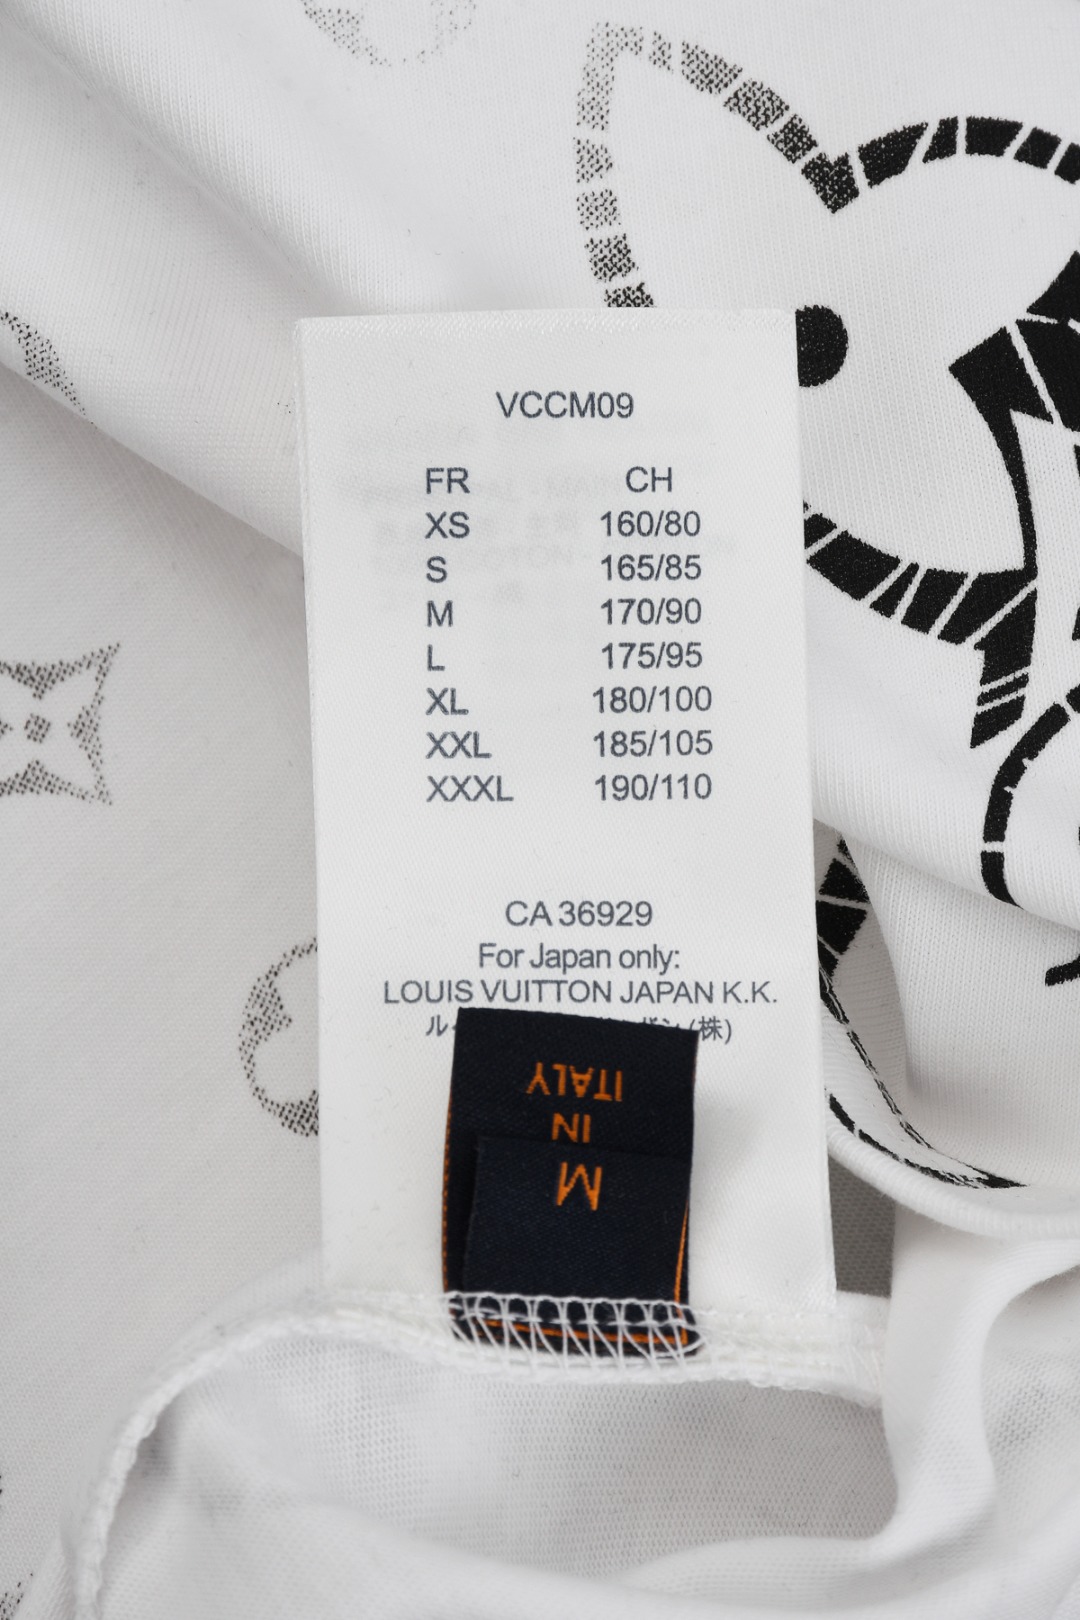 VCCM09
FR CH
XS 160/80
S 165/85
M 170/90
L 175/95
XL 180/100
XXL 185/105
XXXL 190/110
CA 36929
For Japan only:
LOUIS VUITTON JAPAN K.K.
(株)
ITALY
IN
M